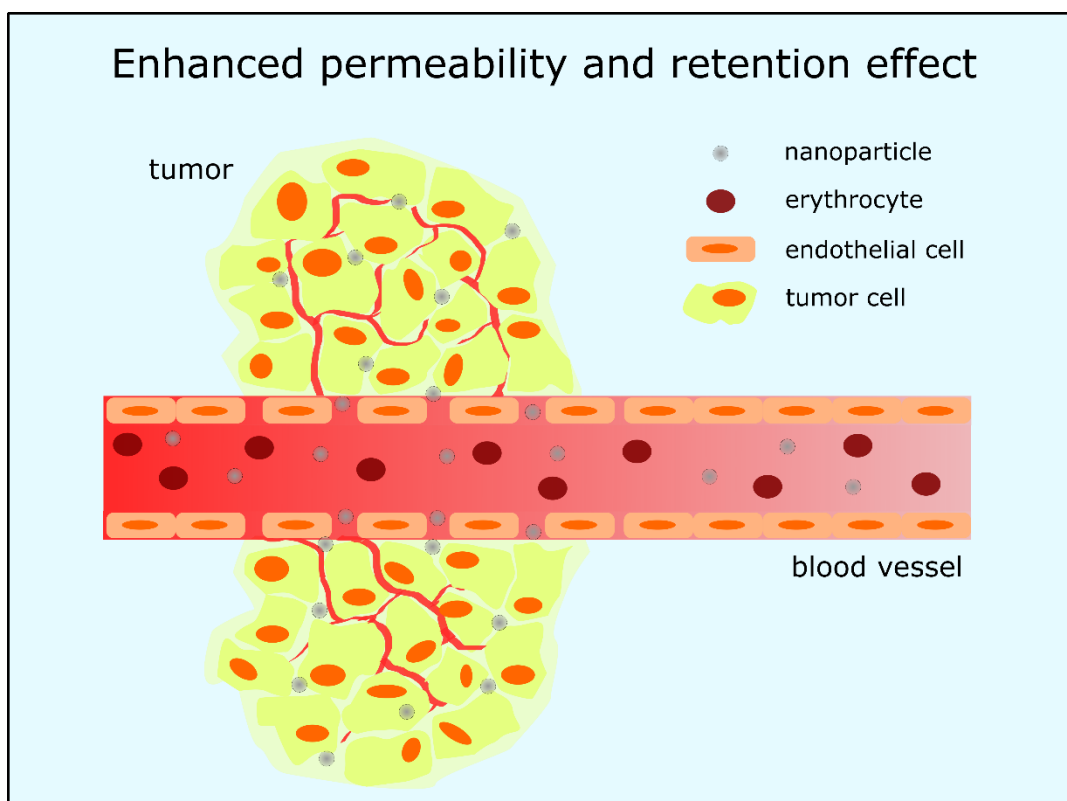 Enhanced permeability and retention effect
tumor
nanoparticle
erythrocyte
endothelial cell
tumor cell
blood vessel